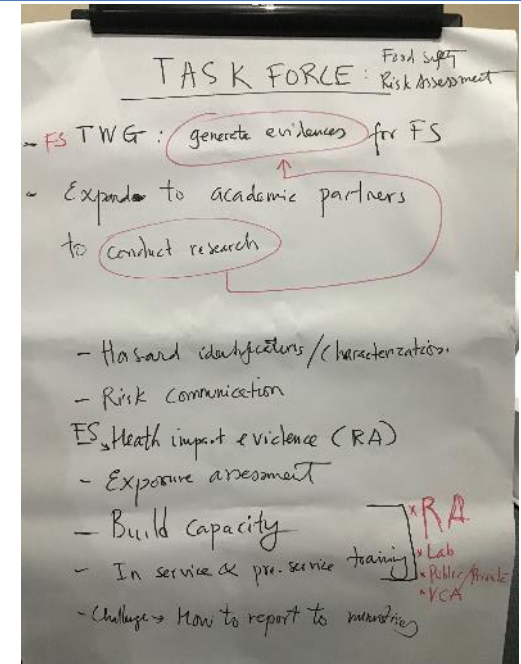 TASK FORCE: Food Safety
Risk Assessment
- FS TWG: generate evidences for FS
- Expand to academic partners
to conduct research
- Hasard identifications/Characterization.
- Risk Communication
FS, Heath impact evidence (RA)
- Exposure assessment
- Build capacity
- In service & pre-service training
* RA
* Lab
* Public/Private
* VCA
- Challenge → How to report to ministries